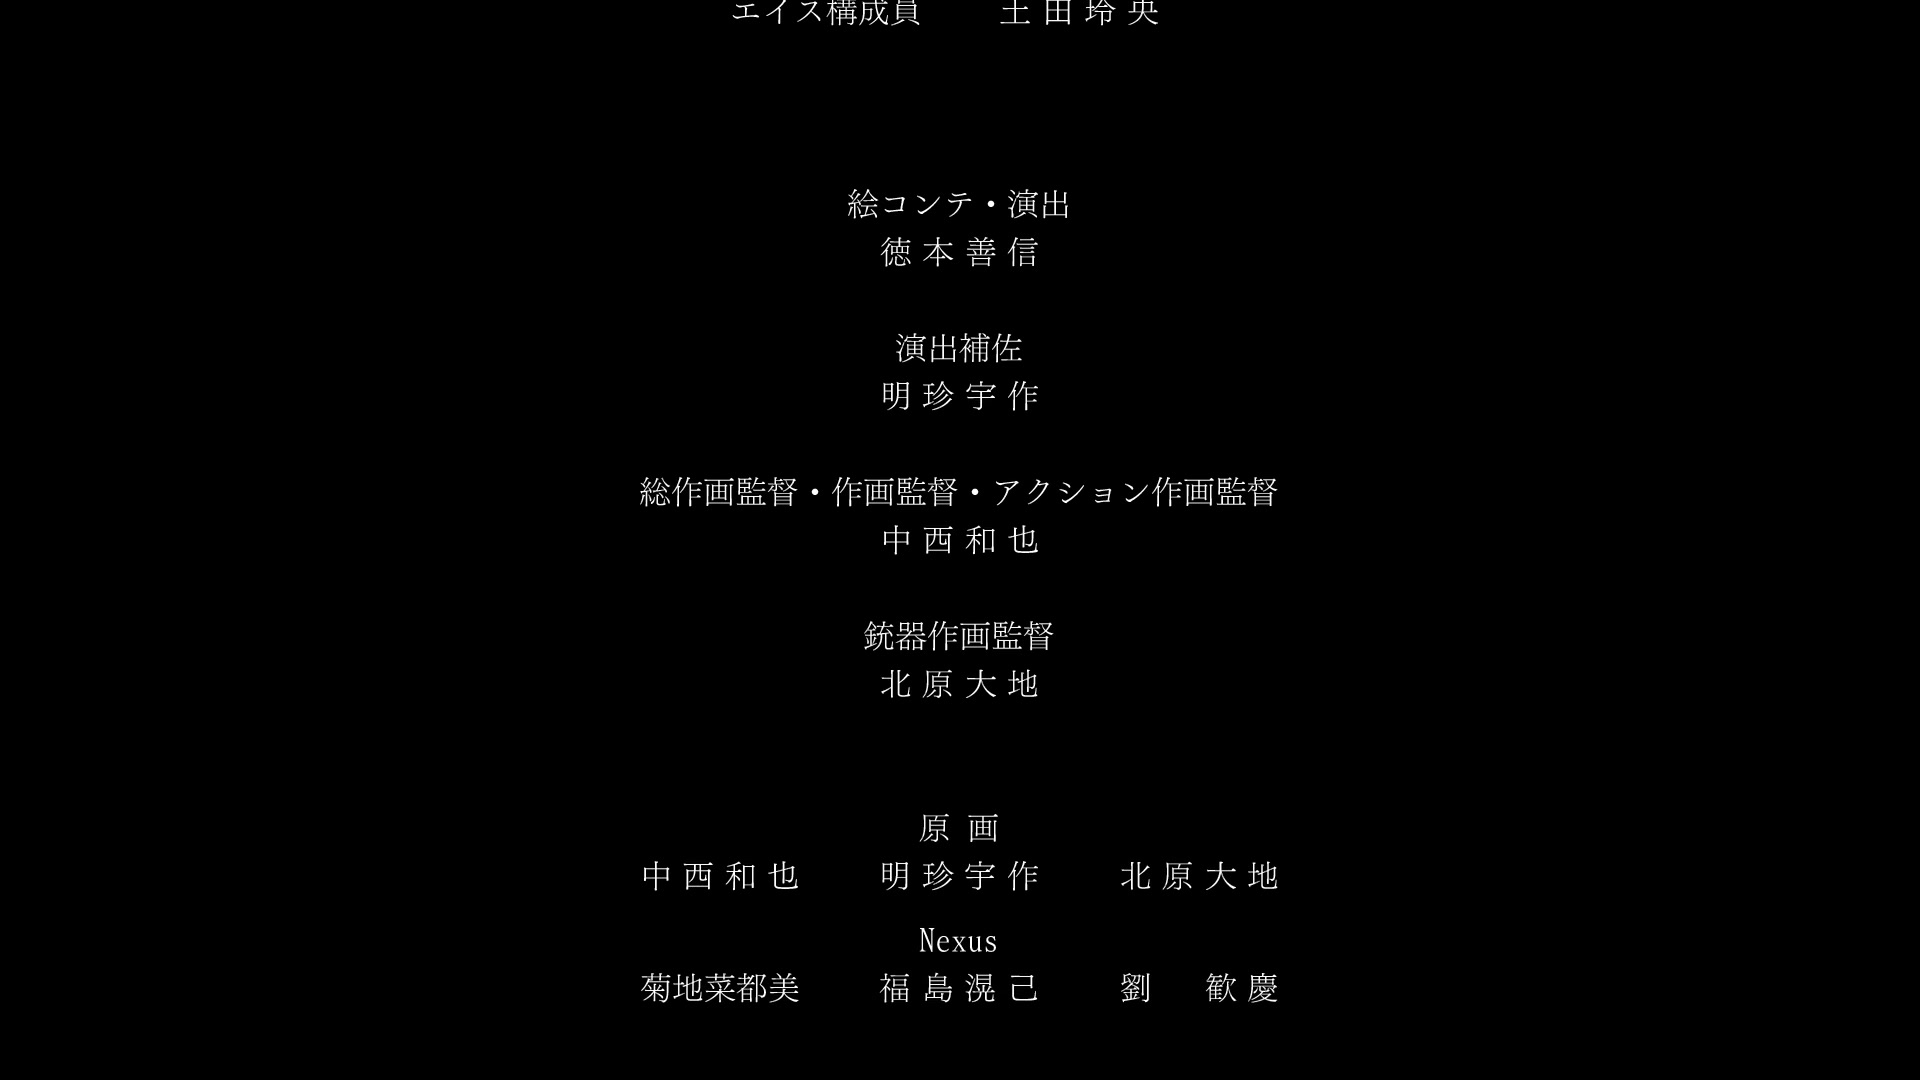 エイス構成員 土田玲央
絵コンテ・演出
徳本善信
演出補佐
明珍宇作
総作画監督・作画監督・アクション作画監督
中西和也
銃器作画監督
北原大地
原画
中西和也 明珍宇作 北原大地
Nexus
菊地菜都美 福島滉己 劉 歓慶